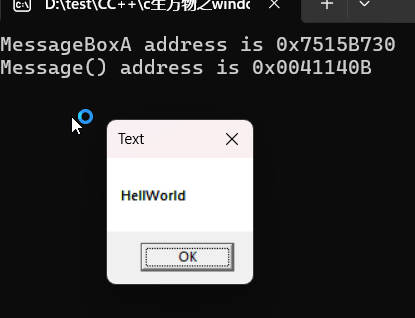 D:\test\CC++\c生万物之windo
MessageBoxA address is 0x7515B730
Message() address is 0x0041140B
Text
HellWorld
OK